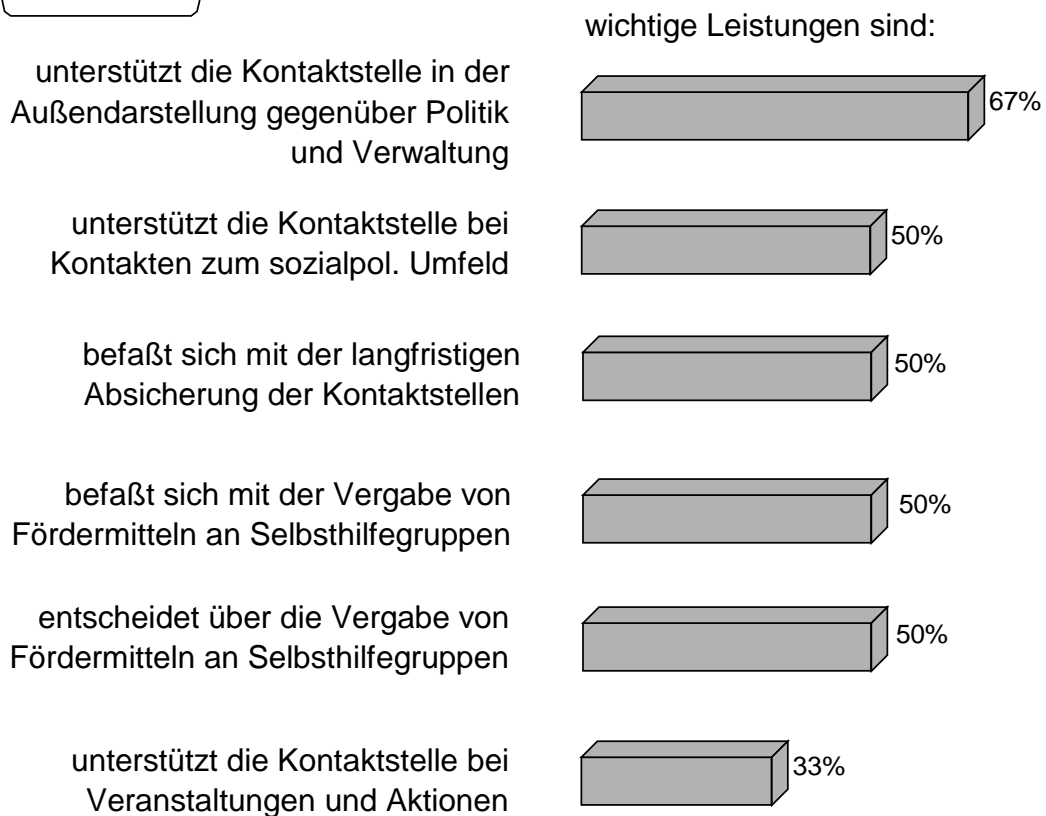 wichtige Leistungen sind:
unterstützt die Kontaktstelle in der
Außendarstellung gegenüber Politik
und Verwaltung
67%
unterstützt die Kontaktstelle bei
Kontakten zum sozialpol. Umfeld
50%
befaßt sich mit der langfristigen
Absicherung der Kontaktstellen
50%
befaßt sich mit der Vergabe von
Fördermitteln an Selbsthilfegruppen
50%
entscheidet über die Vergabe von
Fördermitteln an Selbsthilfegruppen
50%
unterstützt die Kontaktstelle bei
Veranstaltungen und Aktionen
33%